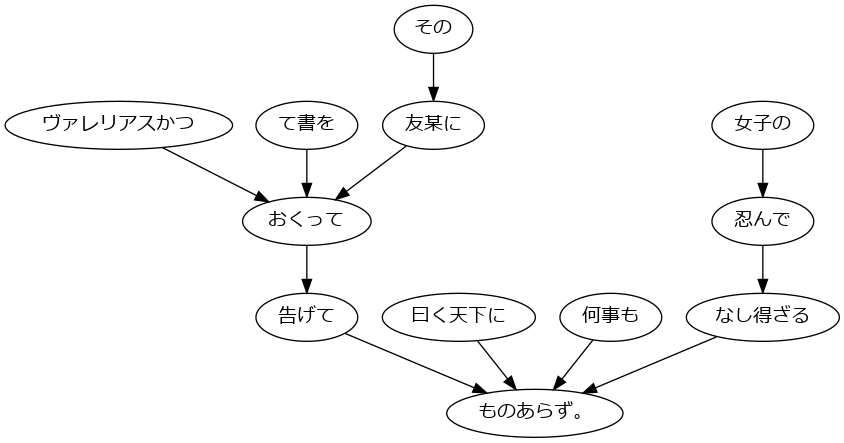 その
ヴァレリアスかつ
て書を
友某に
女子の
おくって
忍んで
告げて
曰く天下に
何事も
なし得ざる
ものあらず。